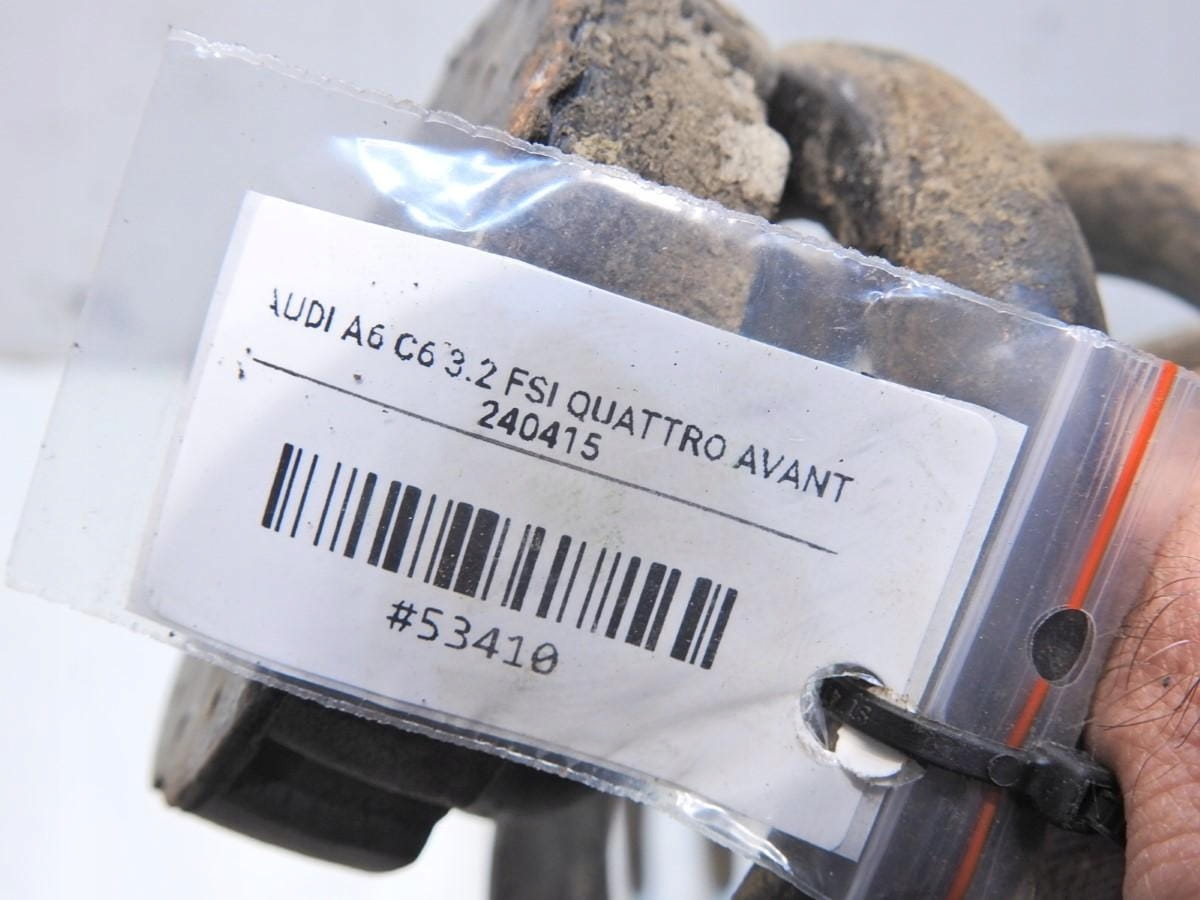 AUDI A6 C6 3.2 FSI QUATTRO AVANT
240415
#53410